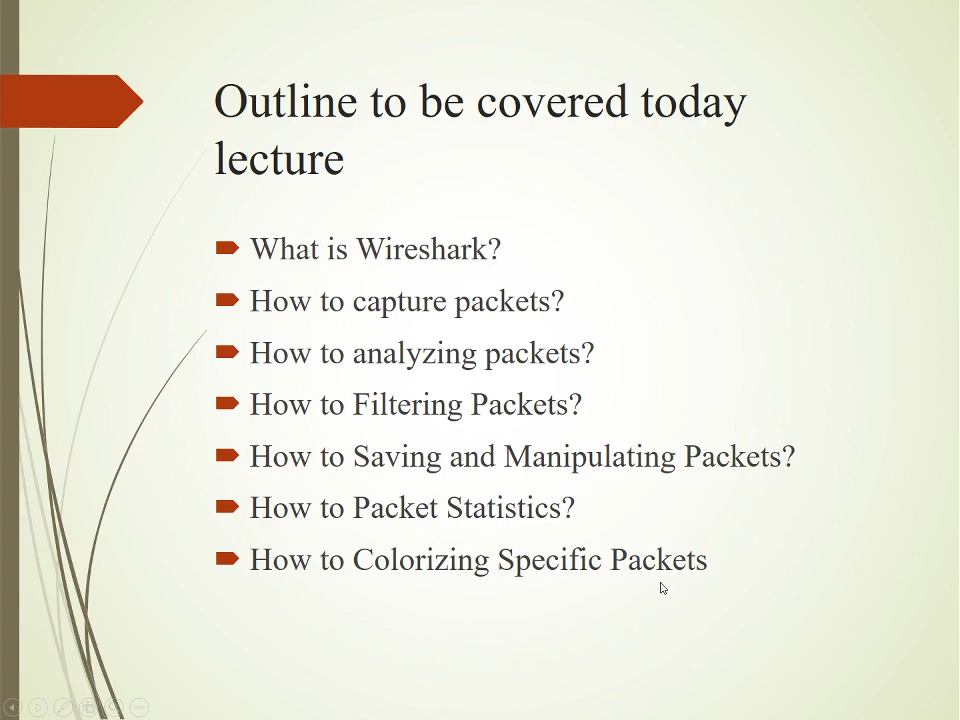 Outline to be covered today
lecture
What is Wireshark?
How to capture packets?
How to analyzing packets?
How to Filtering Packets?
How to Saving and Manipulating Packets?
How to Packet Statistics?
How to Colorizing Specific Packets